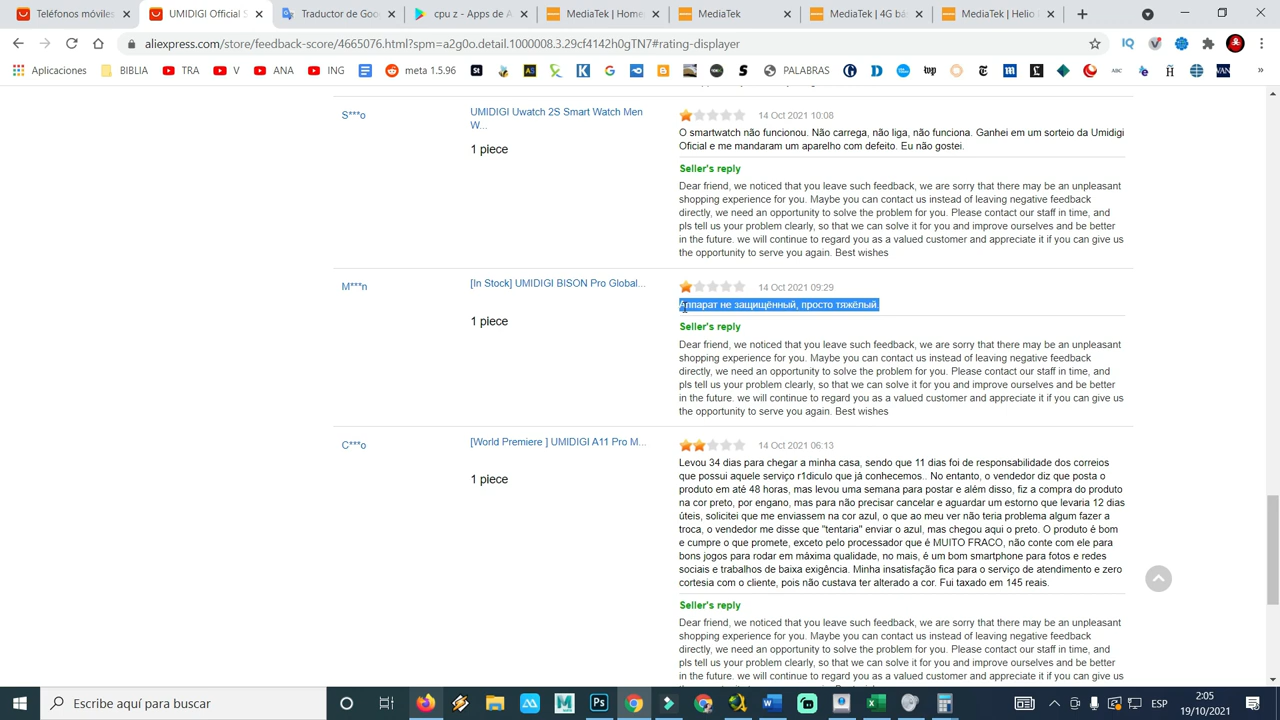 Teléfonos móviles
UMIDIGI Official S
Traductor de Goo
cpu z - Apps de A
MediaTek | Home
MediaTek
MediaTek | 4G ba
MediaTek | Helio
aliexpress.com/store/feedback-score/4665076.html?spm=a2g0o.detail.1000808.3.29cf4142h0gTN7#rating-displayer
Aplicaciones
BIBLIA
TRA
V
ANA
ING
meta 1.5.96
PALABRAS
S***o
UMIDIGI Uwatch 2S Smart Watch Men
W...
1 piece
14 Oct 2021 10:08
O smartwatch não funcionou. Não carrega, não liga, não funciona. Ganhei em um sorteio da Umidigi
Oficial e me mandaram um aparelho com defeito. Eu não gostei.
Seller's reply
Dear friend, we noticed that you leave such feedback, we are sorry that there may be an unpleasant
shopping experience for you. Maybe you can contact us instead of leaving negative feedback
directly, we need an opportunity to solve the problem for you. Please contact our staff in time, and
pls tell us your problem clearly, so that we can solve it for you and improve ourselves and be better
in the future. we will continue to regard you as a valued customer and appreciate it if you can give us
the opportunity to serve you again. Best wishes
M***n
[In Stock] UMIDIGI BISON Pro Global...
1 piece
14 Oct 2021 09:29
Аппарат не защищённый, просто тяжёлый.
Seller's reply
Dear friend, we noticed that you leave such feedback, we are sorry that there may be an unpleasant
shopping experience for you. Maybe you can contact us instead of leaving negative feedback
directly, we need an opportunity to solve the problem for you. Please contact our staff in time, and
pls tell us your problem clearly, so that we can solve it for you and improve ourselves and be better
in the future. we will continue to regard you as a valued customer and appreciate it if you can give us
the opportunity to serve you again. Best wishes
C***o
[World Premiere ] UMIDIGI A11 Pro M...
1 piece
14 Oct 2021 06:13
Levou 34 dias para chegar a minha casa, sendo que 11 dias foi de responsabilidade dos correios
que possui aquele serviço r1diculo que já conhecemos.. No entanto, o vendedor diz que posta o
produto em até 48 horas, mas levou uma semana para postar e além disso, fiz a compra do produto
na cor preto, por engano, mas para não precisar cancelar e aguardar um estorno que levaria 12 dias
úteis, solicitei que me enviassem na cor azul, o que ao meu ver não teria problema algum fazer a
troca, o vendedor me disse que "tentaria" enviar o azul, mas chegou aqui o preto. O produto é bom
e cumpre o que promete, exceto pelo processador que é MUITO FRACO, não conte com ele para
bons jogos para rodar em máxima qualidade, no mais, é um bom smartphone para fotos e redes
sociais e trabalhos de baixa exigência. Minha insatisfação fica para o serviço de atendimento e zero
cortesia com o cliente, pois não custava ter alterado a cor. Fui taxado em 145 reais.
Seller's reply
Dear friend, we noticed that you leave such feedback, we are sorry that there may be an unpleasant
shopping experience for you. Maybe you can contact us instead of leaving negative feedback
directly, we need an opportunity to solve the problem for you. Please contact our staff in time, and
pls tell us your problem clearly, so that we can solve it for you and improve ourselves and be better
Escribe aquí para buscar
ESP
2:05
19/10/2021